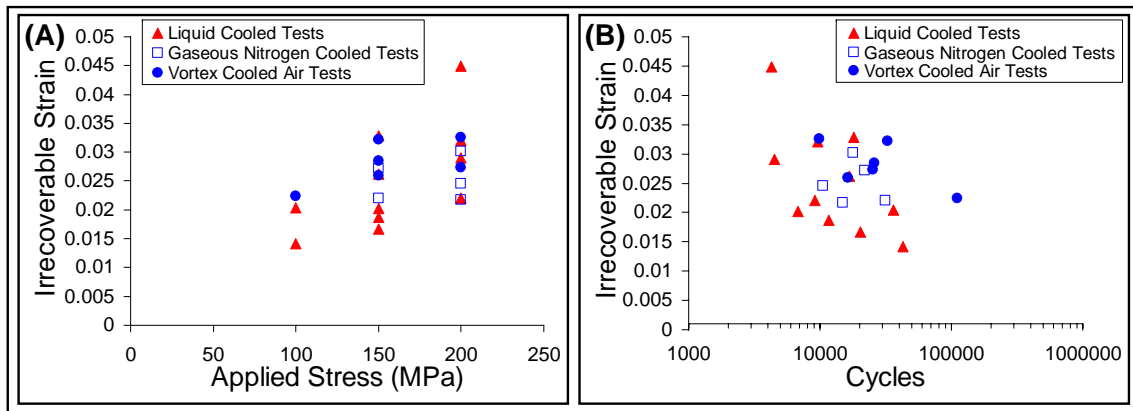 (A)
Liquid Cooled Tests
Gaseous Nitrogen Cooled Tests
Vortex Cooled Air Tests
Irrecoverable Strain
0.05
0.045
0.04
0.035
0.03
0.025
0.02
0.015
0.01
0.005
0
0 50 100 150 200 250
Applied Stress (MPa)
(B)
Liquid Cooled Tests
Gaseous Nitrogen Cooled Tests
Vortex Cooled Air Tests
Irrecoverable Strain
0.05
0.045
0.04
0.035
0.03
0.025
0.02
0.015
0.01
0.005
0
1000 10000 100000 1000000
Cycles